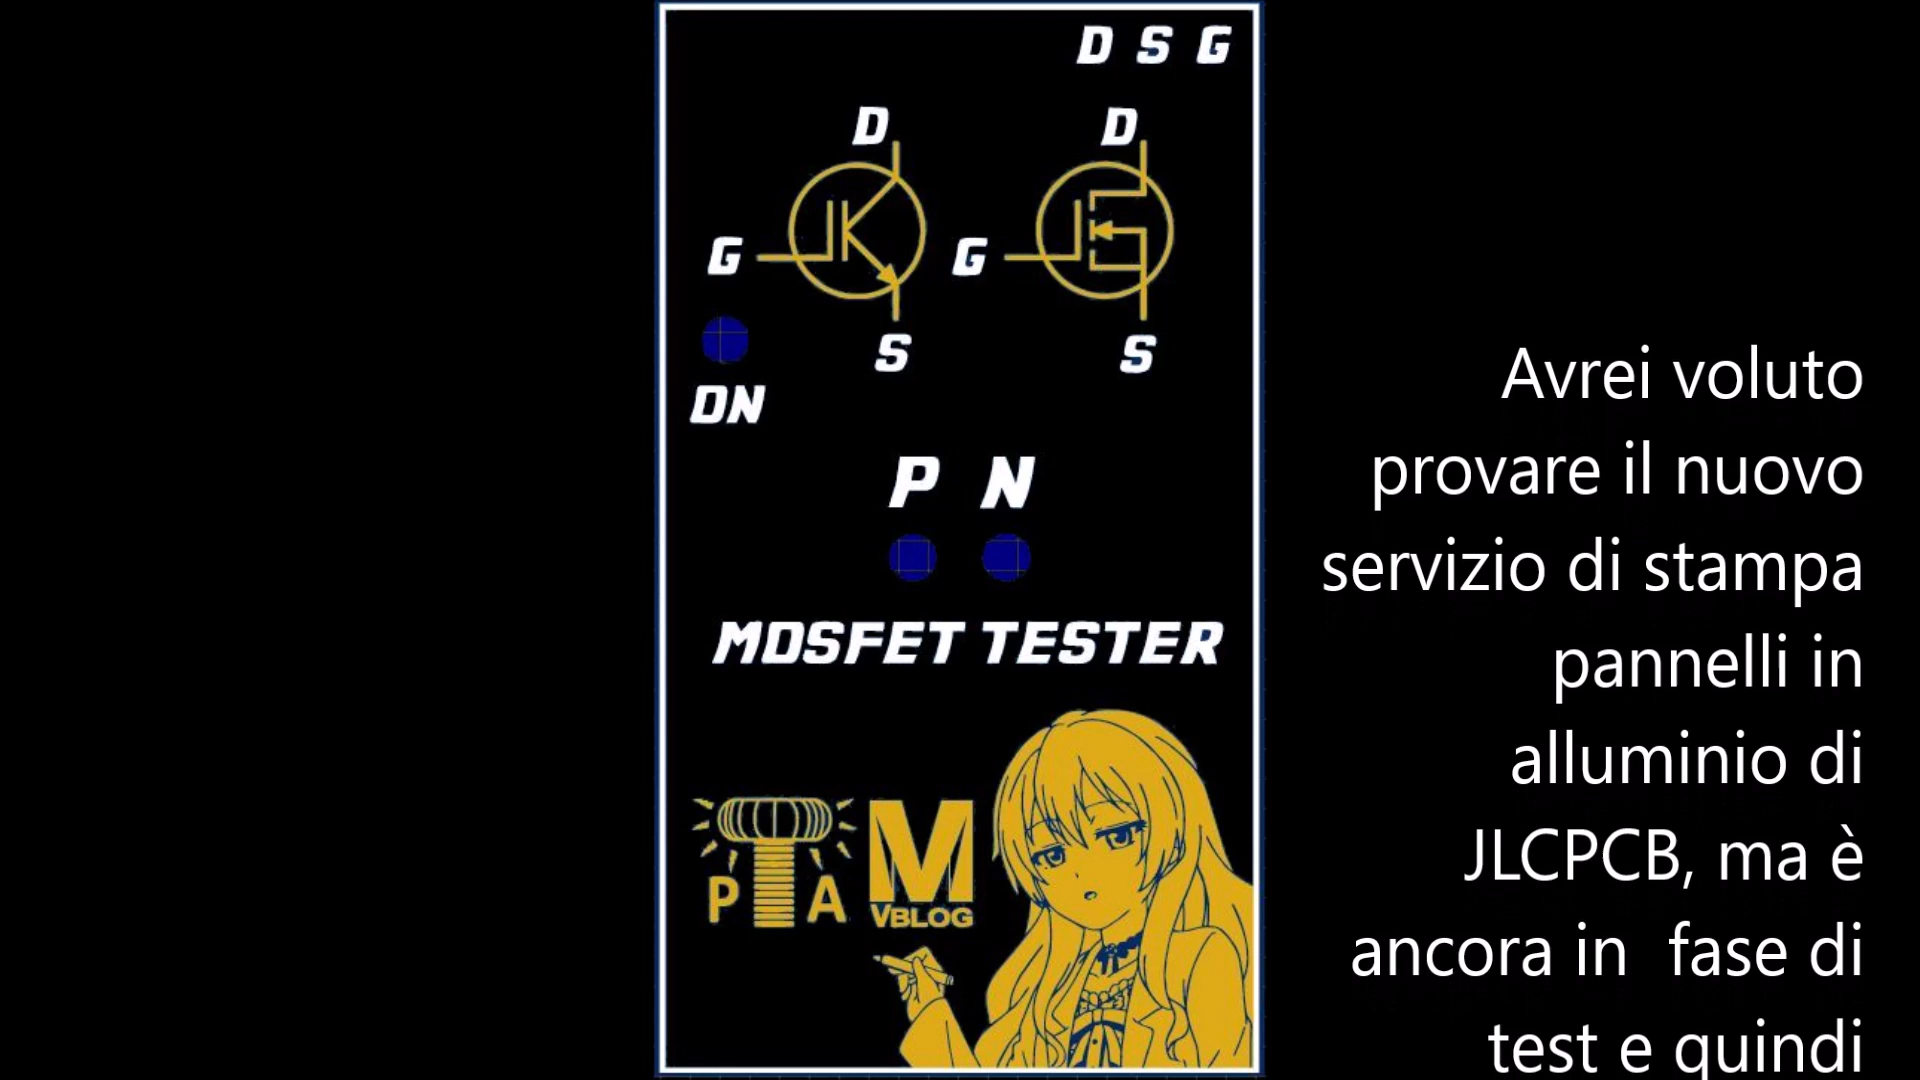 D S G
D
D
G
G
S
S
ON
P N
MOSFET TESTER
P T A
M
VBLOG
Avrei voluto
provare il nuovo
servizio di stampa
pannelli in
alluminio di
JLCPCB, ma è
ancora in  fase di
test e quindi